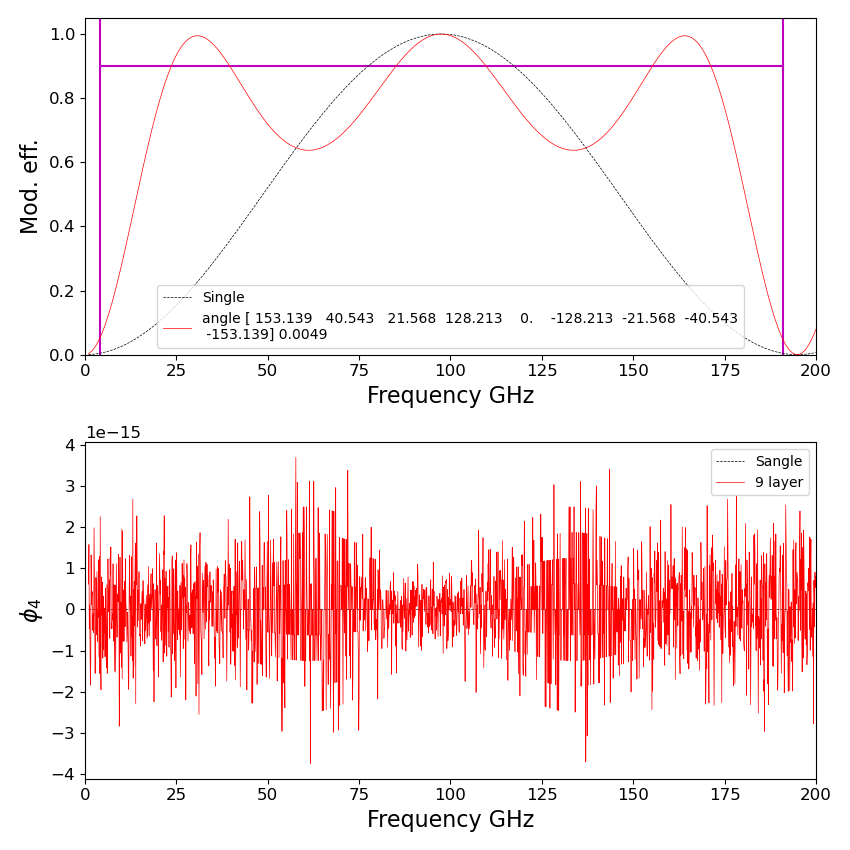 1.0
0.8
0.6
0.4
0.2
0.0
Mod. eff.
Single
angle [ 153.139 40.543 21.568 128.213 0. -128.213 -21.568 -40.543
-153.139] 0.0049
0 25 50 75 100 125 150 175 200
Frequency GHz
1e−15
4
3
2
1
0
−1
−2
−3
−4
ϕ4
Sangle
9 layer
0 25 50 75 100 125 150 175 200
Frequency GHz